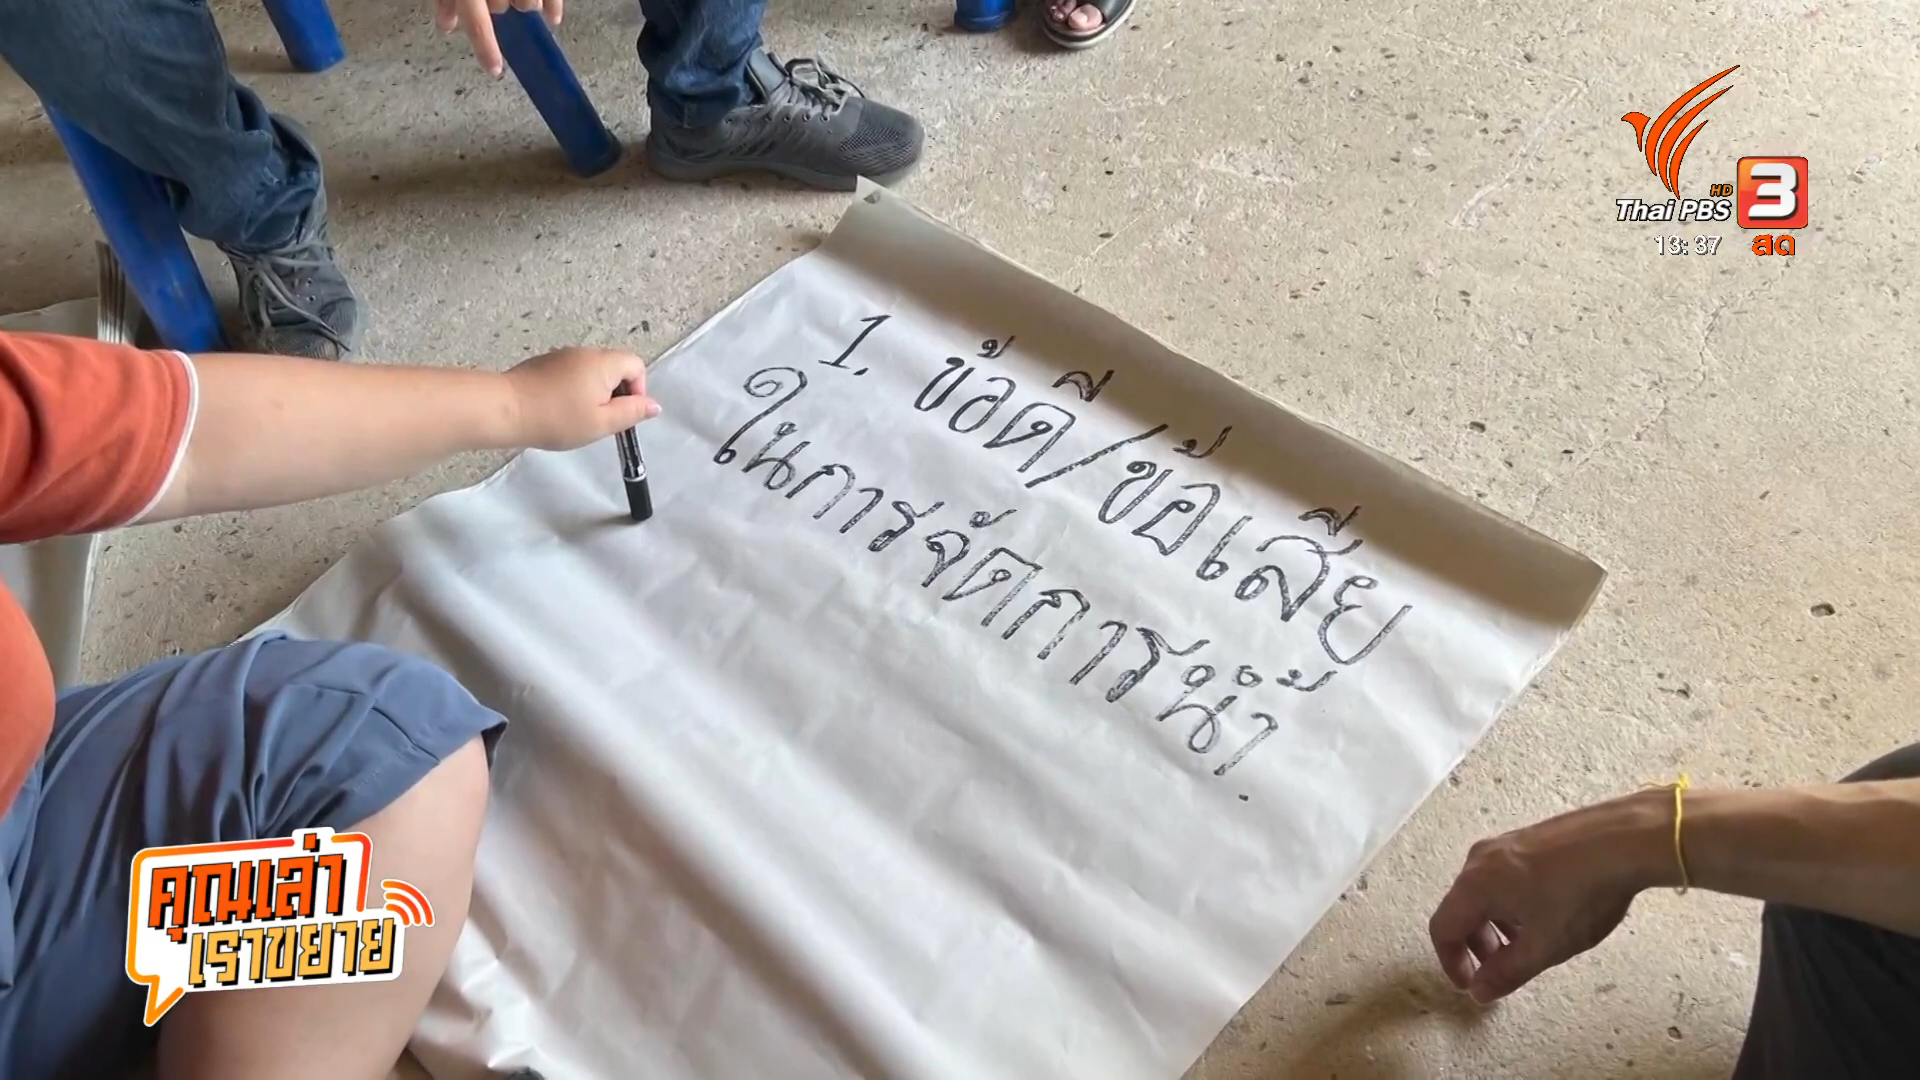 Thai PBS HD 3
13:37 สด
1. ข้อดี/ข้อเสีย
ในการจัดการน้ำ.
คุณเล่า
เราขยาย